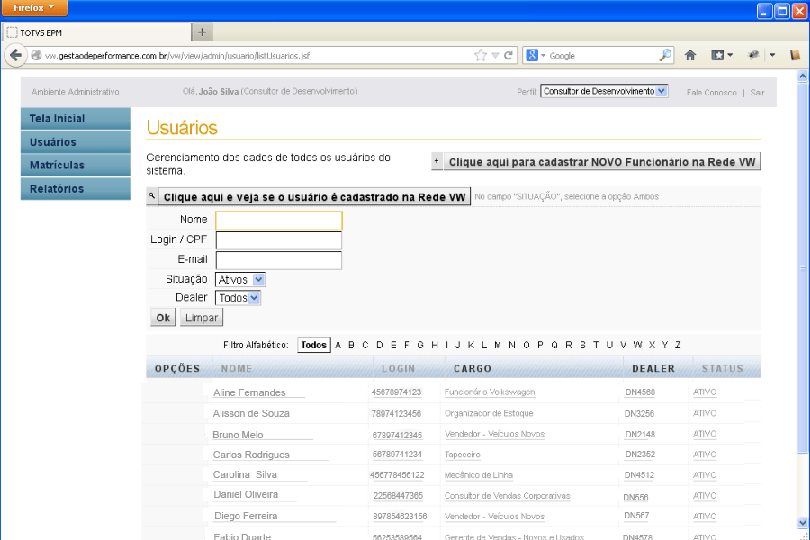 Firefox
TOTVS EPM
vw.gestaodeperformance.com.br/vw/view/admin/usuario/listUsuarios.jsf
Google
Ambiente Administrativo
Olá, João Silva (Consultor de Desenvolvimento)
Perfil Consultor de Desenvolvimento
Fale Conosco | Sair
Tela Inicial
Usuários
Matrículas
Relatórios
Usuários
Gerenciamento dos dados de todos os usuários do
sistema.
+ Clique aqui para cadastrar NOVO Funcionário na Rede VW
Clique aqui e veja se o usuário é cadastrado na Rede VW
No campo "SITUAÇÃO", selecione a opção Ambos
Nome
Login / CPF
E-mail
Situação Ativos
Dealer Todos
Ok Limpar
Filtro Alfabético: Todos A B C D E F G H I J K L M N O P Q R S T U V W X Y Z
OPÇÕES NOME LOGIN CARGO DEALER STATUS
Aline Fernandes 45678974123 Funcionário Volkswagen DN4568 ATIVO
Alisson de Souza 78974123456 Organizador de Estoque DN3256 ATIVO
Bruno Melo 67897412345 Vendedor - Veículos Novos DN2148 ATIVO
Carlos Rodrigues 56789741234 Tapeceiro DN2352 ATIVO
Carolina Silva 456778456122 Mecânico de Linha DN4512 ATIVO
Daniel Oliveira 22568447365 Consultor de Vendas Corporativas DN556 ATIVO
Diego Ferreira 897854623156 Vendedor - Veículos Novos DN567 ATIVO
Fabio Duarte 56253589564 Gerente de Vendas - Novos e Usados DN4578 ATIVO